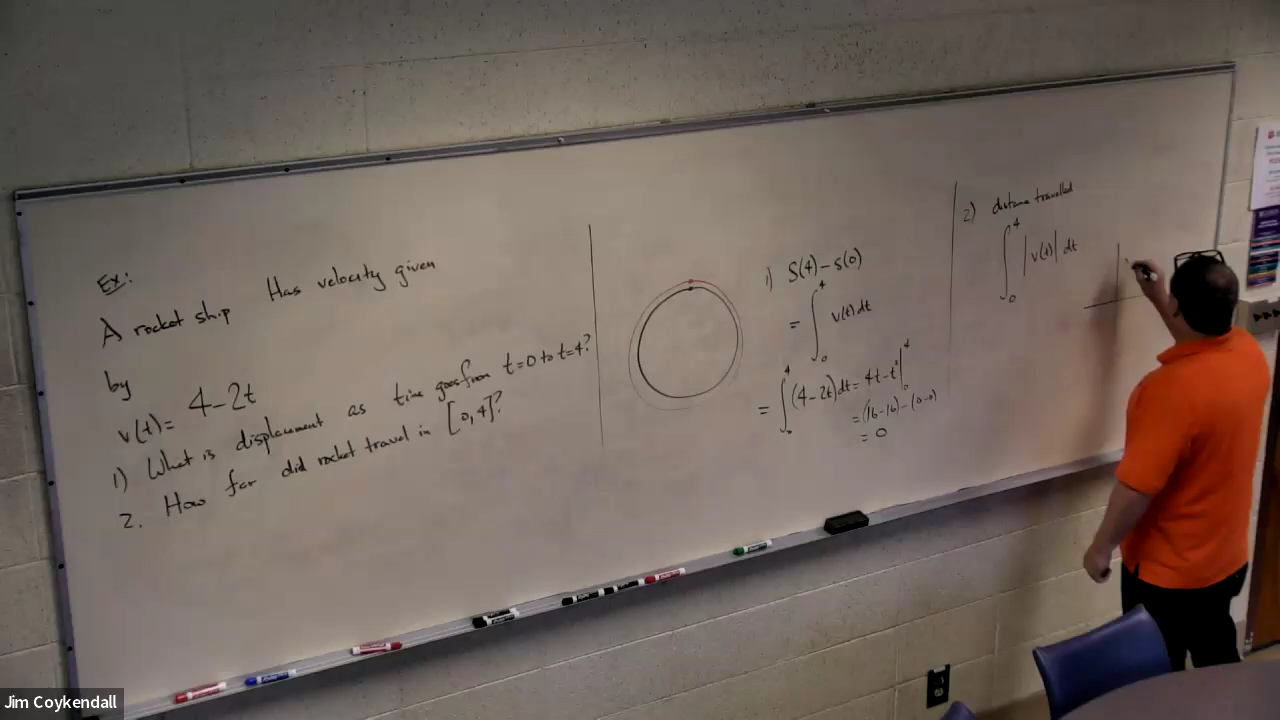 Ex:
A rocket ship Has velocity given
by
v(t)= 4-2t
1) What is displacement as time goes from t=0 to t=4?
2. How far did rocket travel in [0,4]?
1) S(4)-s(0)
= ∫₀⁴ v(t)dt
= ∫₀⁴ (4-2t)dt = 4t-t²|₀⁴
=(16-16)-(0-0)
= 0
2) distance travelled
∫₀⁴ |v(t)| dt
Jim Coykendall